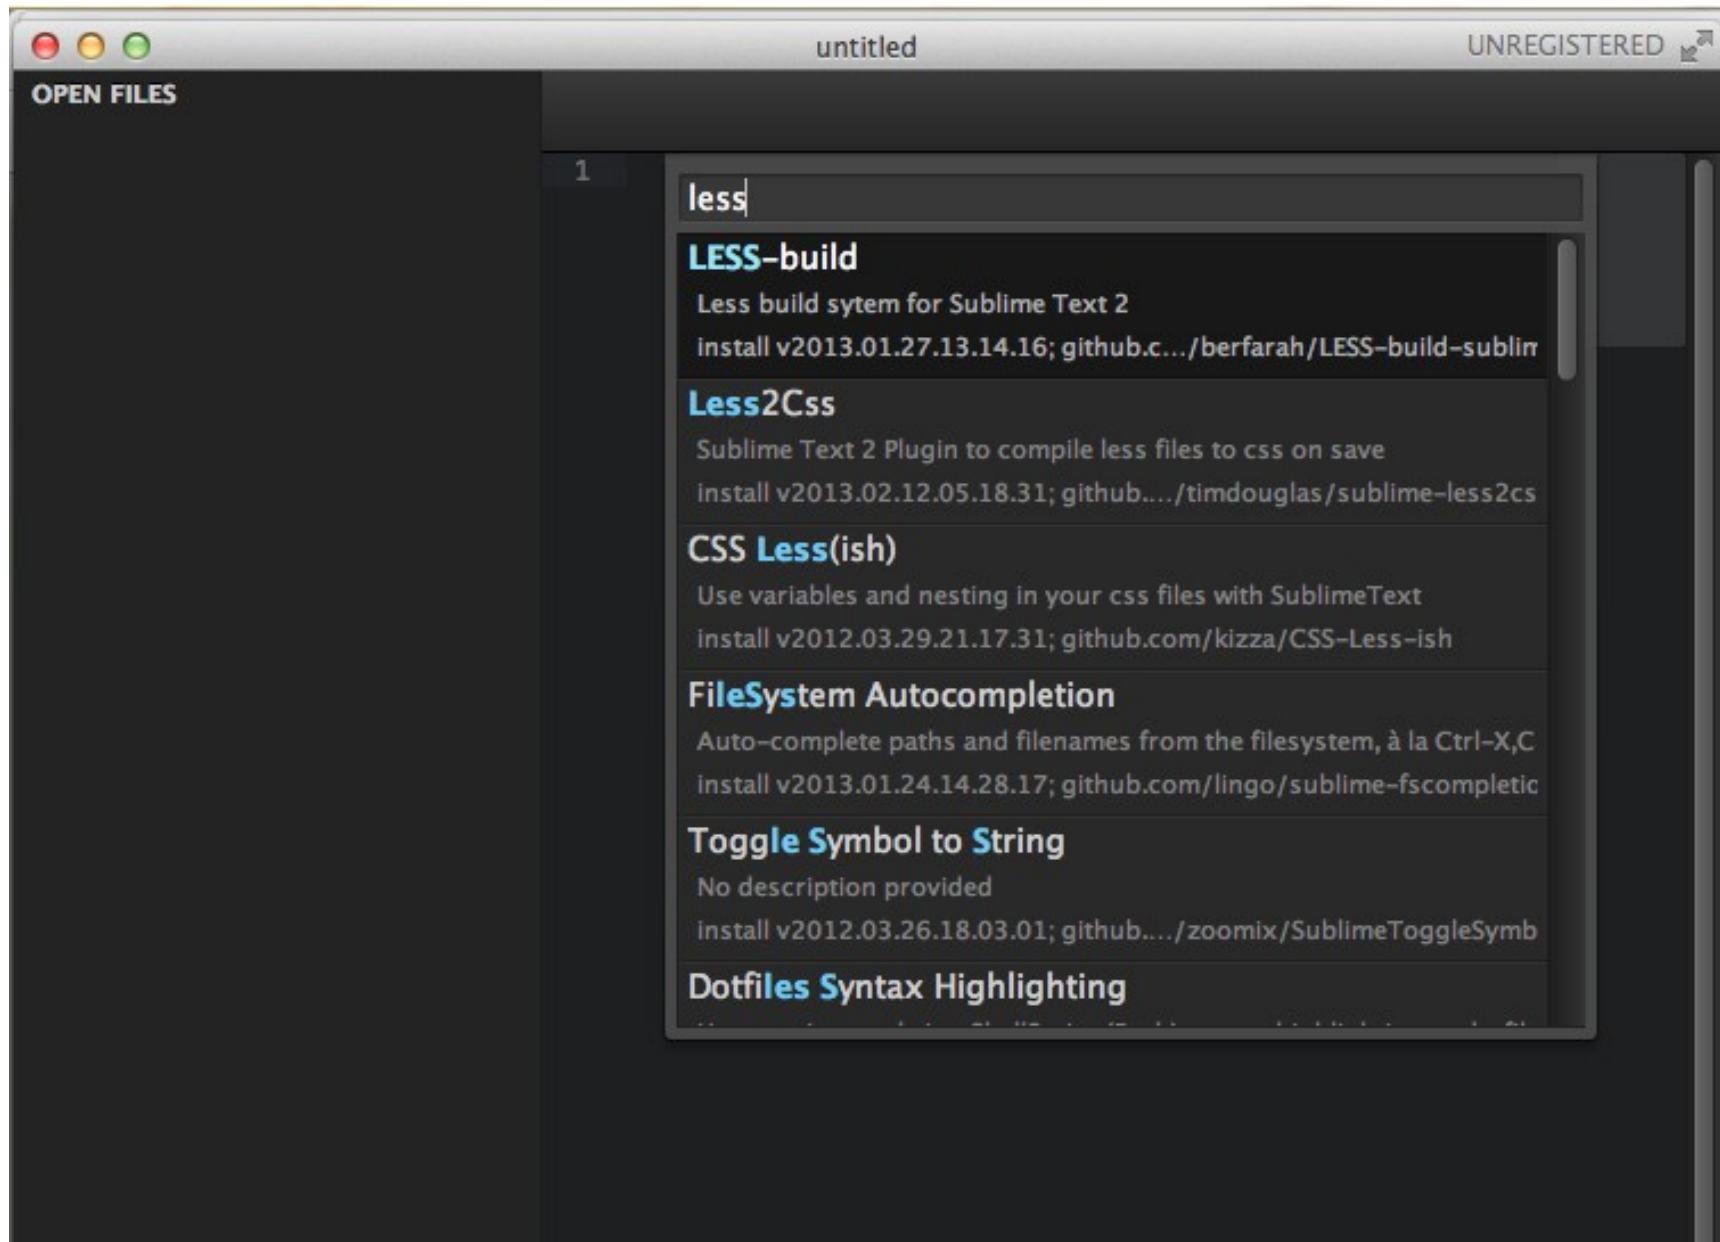 untitled
UNREGISTERED
OPEN FILES
1
less
LESS-build
Less build sytem for Sublime Text 2
install v2013.01.27.13.14.16; github.c.../berfarah/LESS-build-sublim
Less2Css
Sublime Text 2 Plugin to compile less files to css on save
install v2013.02.12.05.18.31; github..../timdouglas/sublime-less2cs
CSS Less(ish)
Use variables and nesting in your css files with SublimeText
install v2012.03.29.21.17.31; github.com/kizza/CSS-Less-ish
FileSystem Autocompletion
Auto-complete paths and filenames from the filesystem, à la Ctrl-X,C
install v2013.01.24.14.28.17; github.com/lingo/sublime-fscompletio
Toggle Symbol to String
No description provided
install v2012.03.26.18.03.01; github..../zoomix/SublimeToggleSymb
Dotfiles Syntax Highlighting